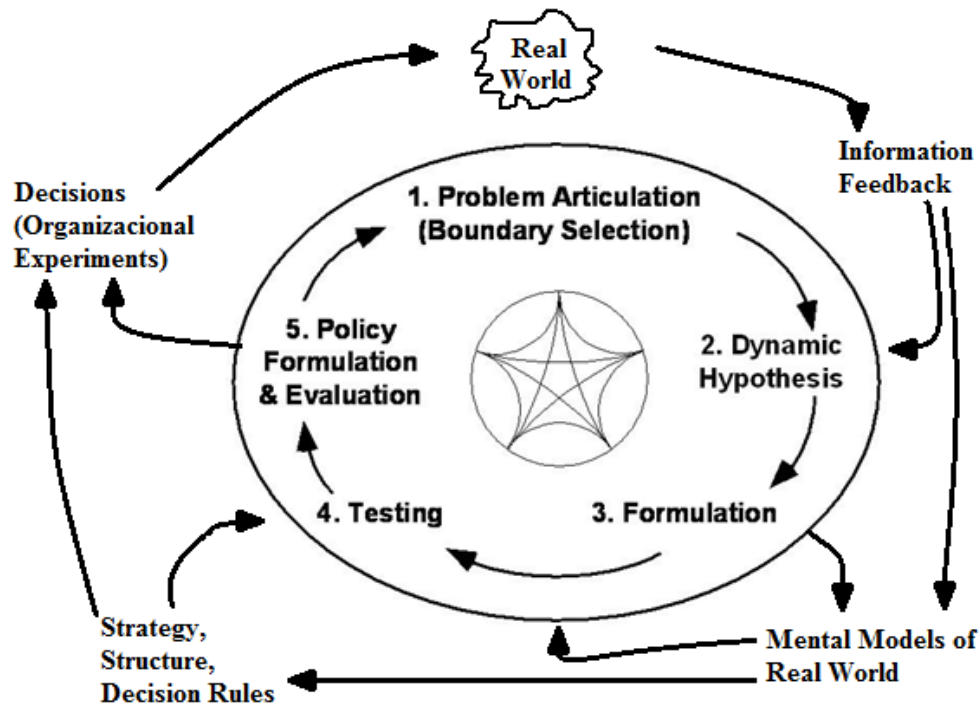 Real
World
Information
Feedback
Decisions
(Organizacional
Experiments)
1. Problem Articulation
(Boundary Selection)
2. Dynamic
Hypothesis
3. Formulation
4. Testing
5. Policy
Formulation
& Evaluation
Mental Models of
Real World
Strategy,
Structure,
Decision Rules